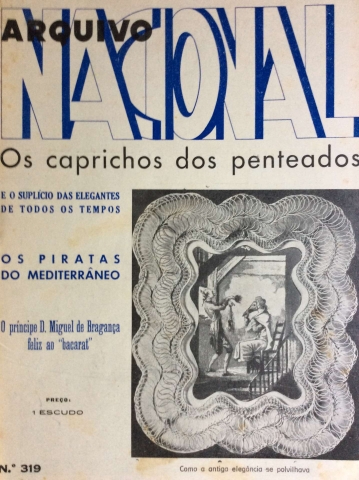 ARQUIVO
NACIONAL
Os caprichos dos penteados
E O SUPLÍCIO DAS ELEGANTES
DE TODOS OS TEMPOS
OS PIRATAS
DO MEDITERRÂNEO
O príncipe D. Miguel de Bragança
feliz ao "bacarat"
PREÇO:
1 ESCUDO
N.º 319
Como a antiga elegância se polvilhava